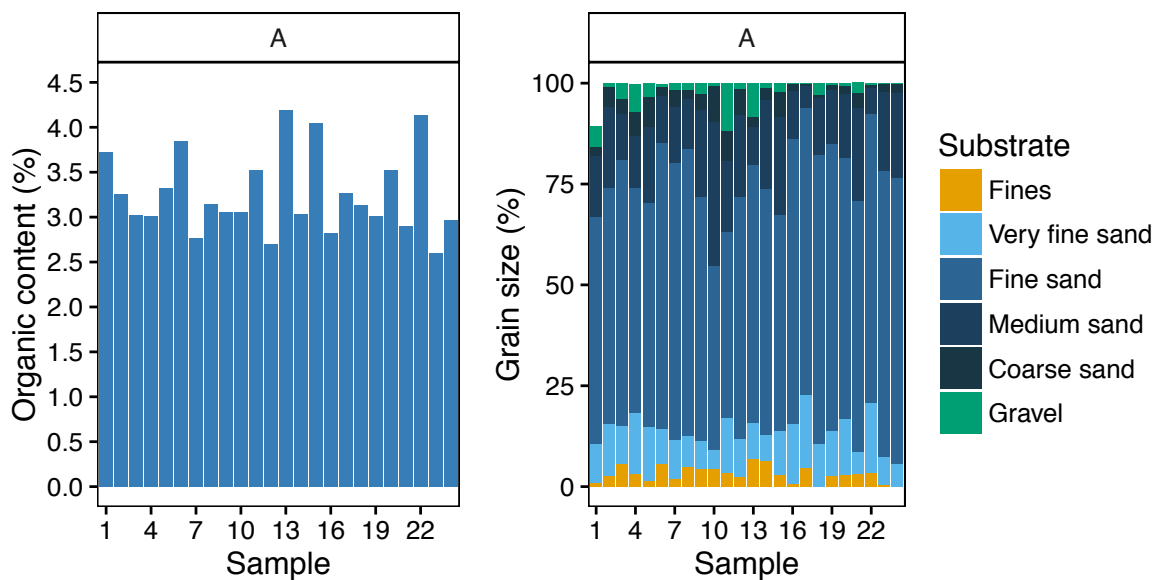 A
4.5
4.0
3.5
3.0
2.5
2.0
1.5
1.0
0.5
0.0
Organic content (%)
1 4 7 10 13 16 19 22
Sample
A
100
75
50
25
0
Grain size (%)
1 4 7 10 13 16 19 22
Sample
Substrate
Fines
Very fine sand
Fine sand
Medium sand
Coarse sand
Gravel